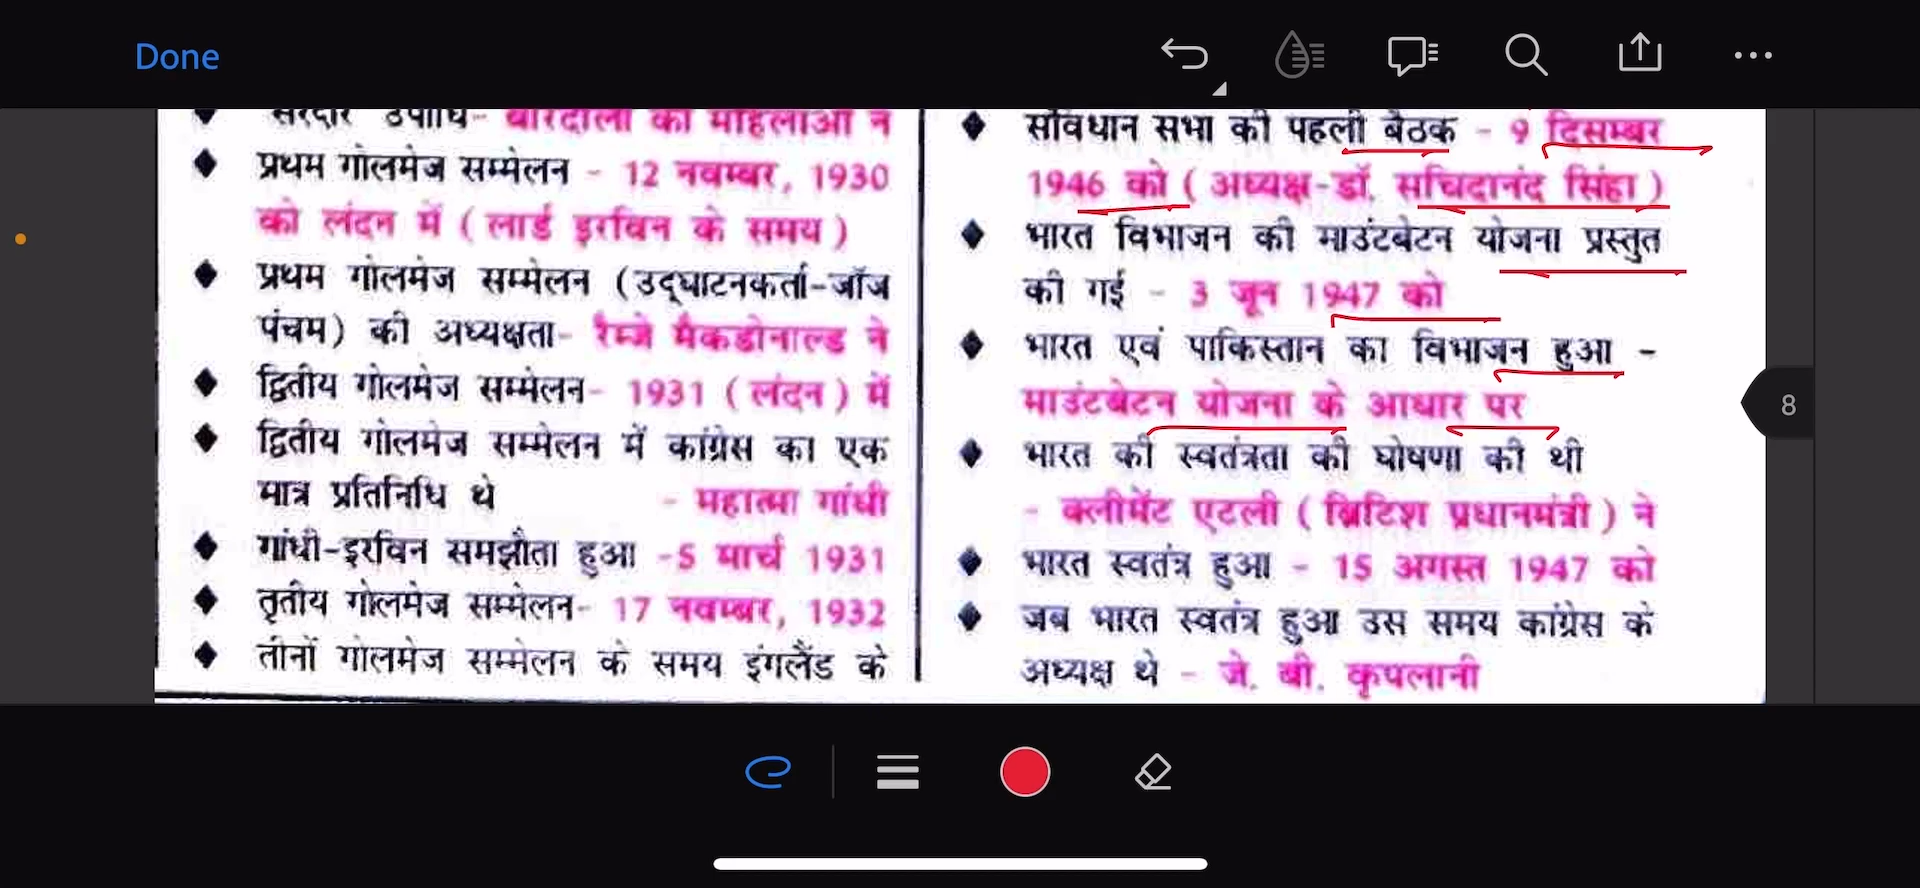 Done
सरदार उपाधि- बारदोली की महिलाओं ने
प्रथम गोलमेज सम्मेलन - 12 नवम्बर, 1930
को लंदन में ( लार्ड इरविन के समय )
प्रथम गोलमेज सम्मेलन (उद्घाटनकर्ता-जॉज
पंचम) की अध्यक्षता- रैम्जे मैकडोनाल्ड ने
द्वितीय गोलमेज सम्मेलन- 1931 ( लंदन ) में
द्वितीय गोलमेज सम्मेलन में कांग्रेस का एक
मात्र प्रतिनिधि थे - महात्मा गांधी
गांधी-इरविन समझौता हुआ -5 मार्च 1931
तृतीय गोलमेज सम्मेलन- 17 नवम्बर, 1932
तीनों गोलमेज सम्मेलन के समय इंगलैंड के
संविधान सभा की पहली बैठक - 9 दिसम्बर
1946 को ( अध्यक्ष-डॉ. सचिदानंद सिंहा )
भारत विभाजन की माउंटबेटन योजना प्रस्तुत
की गई - 3 जून 1947 को
भारत एवं पाकिस्तान का विभाजन हुआ -
माउंटबेटन योजना के आधार पर
भारत की स्वतंत्रता की घोषणा की थी
- क्लीमेंट एटली ( ब्रिटिश प्रधानमंत्री ) ने
भारत स्वतंत्र हुआ - 15 अगस्त 1947 को
जब भारत स्वतंत्र हुआ उस समय कांग्रेस के
अध्यक्ष थे - जे. बी. कृपलानी
8